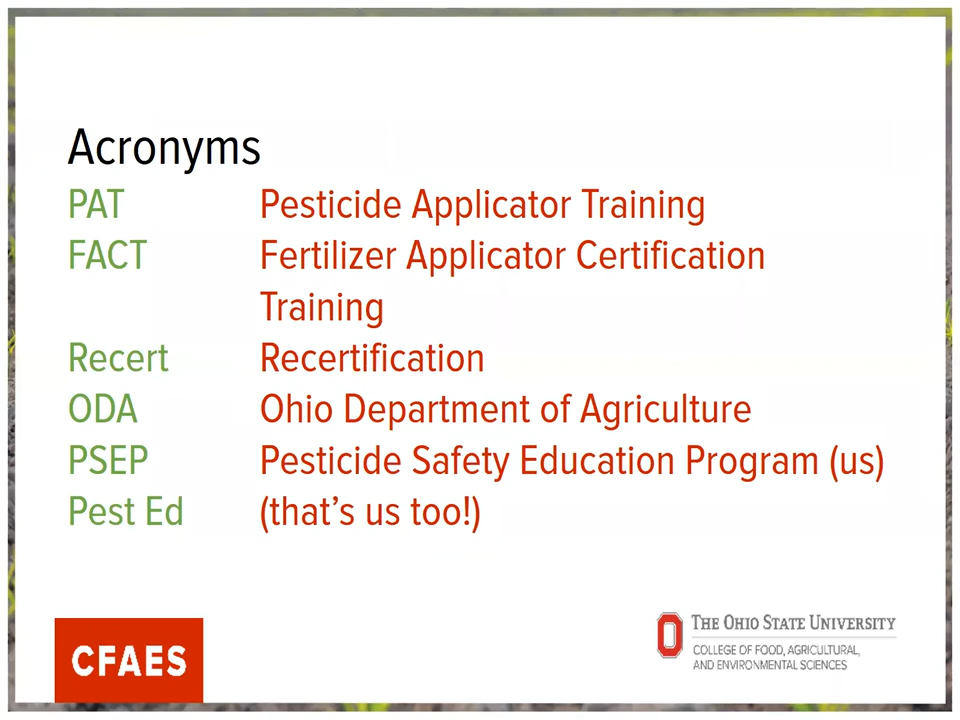 Acronyms
PAT Pesticide Applicator Training
FACT Fertilizer Applicator Certification
Training
Recert Recertification
ODA Ohio Department of Agriculture
PSEP Pesticide Safety Education Program (us)
Pest Ed (that's us too!)
CFAES
THE OHIO STATE UNIVERSITY
COLLEGE OF FOOD, AGRICULTURAL,
AND ENVIRONMENTAL SCIENCES